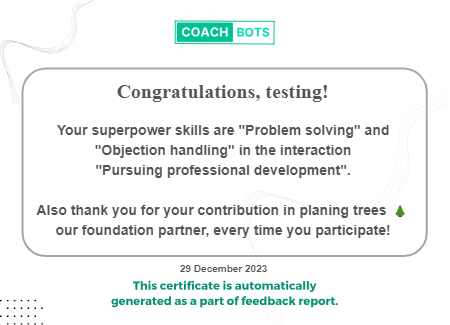 COACH BOTS
Congratulations, testing!
Your superpower skills are "Problem solving" and
"Objection handling" in the interaction
"Pursuing professional development".
Also thank you for your contribution in planing trees 🌲
our foundation partner, every time you participate!
29 December 2023
This certificate is automatically
generated as a part of feedback report.